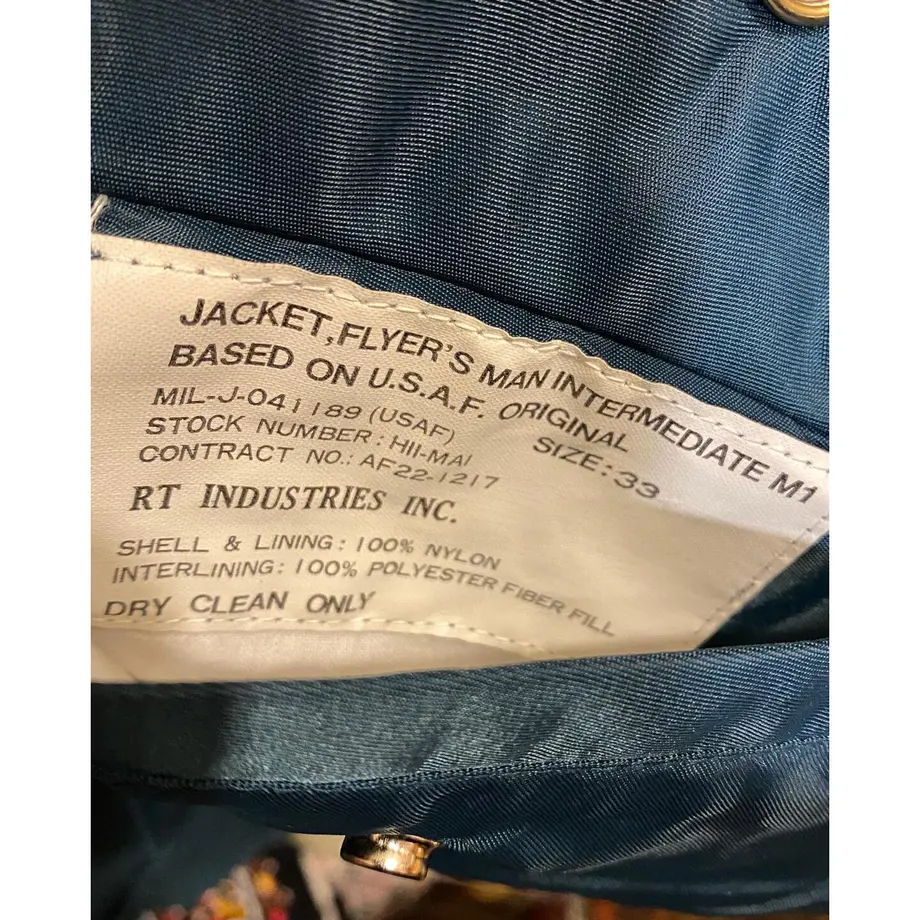 JACKET, FLYER'S MAN INTERMEDIATE M1
BASED ON U.S.A.F. ORIGINAL
MIL-J-041189 (USAF) SIZE: 33
STOCK NUMBER: HII-MAI
CONTRACT NO.: AF22-1217
RT INDUSTRIES INC.
SHELL & LINING: 100% NYLON
INTERLINING: 100% POLYESTER FIBER FILL
DRY CLEAN ONLY